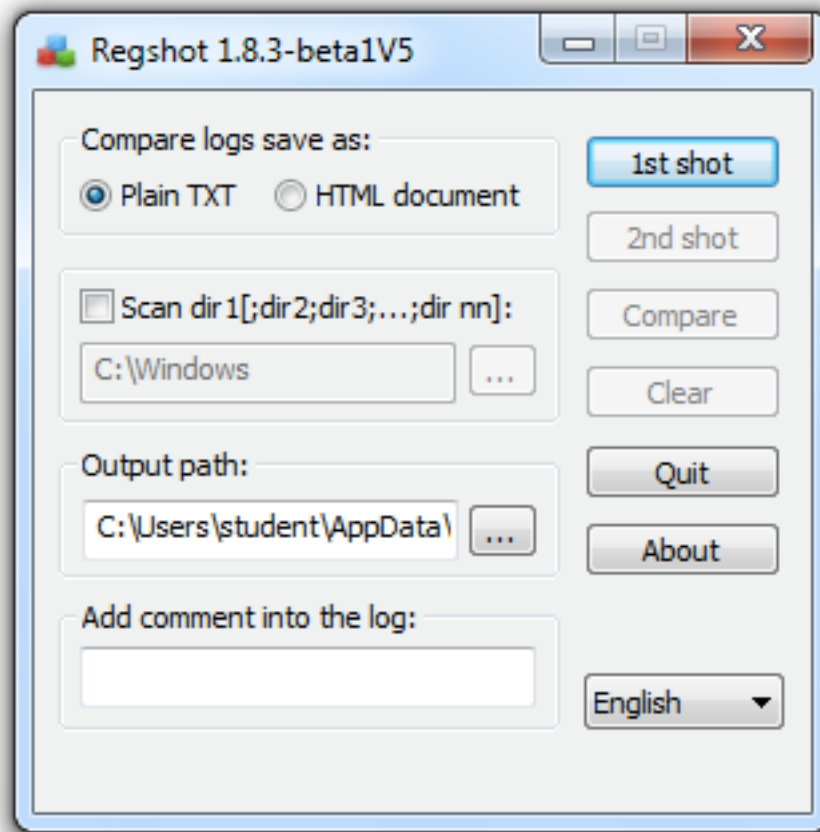 Regshot 1.8.3-beta1V5
Compare logs save as:
Plain TXT HTML document
1st shot
2nd shot
Scan dir1[;dir2;dir3;...;dir nn]:
Compare
C:\Windows ...
Clear
Output path:
Quit
C:\Users\student\AppData\ ...
About
Add comment into the log:
English